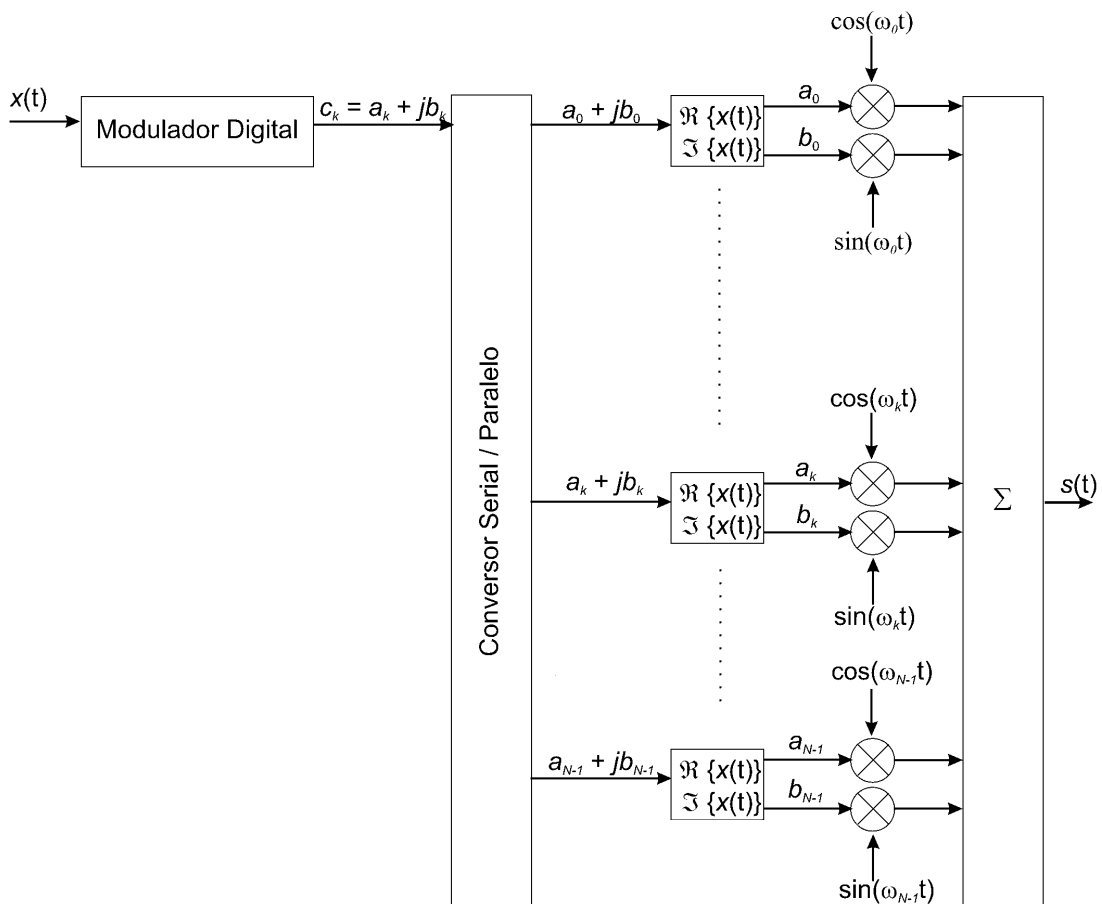 x(t)
Modulador Digital
c_k = a_k + jb_k
Conversor Serial / Paralelo
a_0 + jb_0
ℜ {x(t)}
ℑ {x(t)}
a_0
b_0
cos(ω_0t)
sin(ω_0t)
a_k + jb_k
ℜ {x(t)}
ℑ {x(t)}
a_k
b_k
cos(ω_kt)
sin(ω_kt)
a_N-1 + jb_N-1
ℜ {x(t)}
ℑ {x(t)}
a_N-1
b_N-1
cos(ω_N-1t)
sin(ω_N-1t)
Σ
s(t)